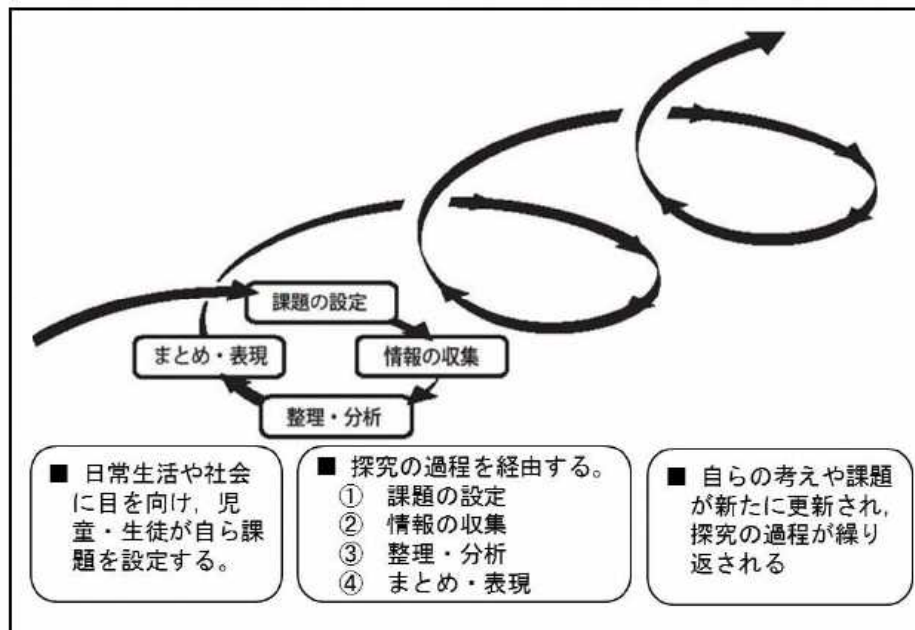 課題の設定
まとめ・表現
情報の収集
整理・分析
■ 日常生活や社会
に目を向け，児
童・生徒が自ら課
題を設定する。
■ 探究の過程を経由する。
① 課題の設定
② 情報の収集
③ 整理・分析
④ まとめ・表現
■ 自らの考えや課題
が新たに更新され，
探究の過程が繰り
返される